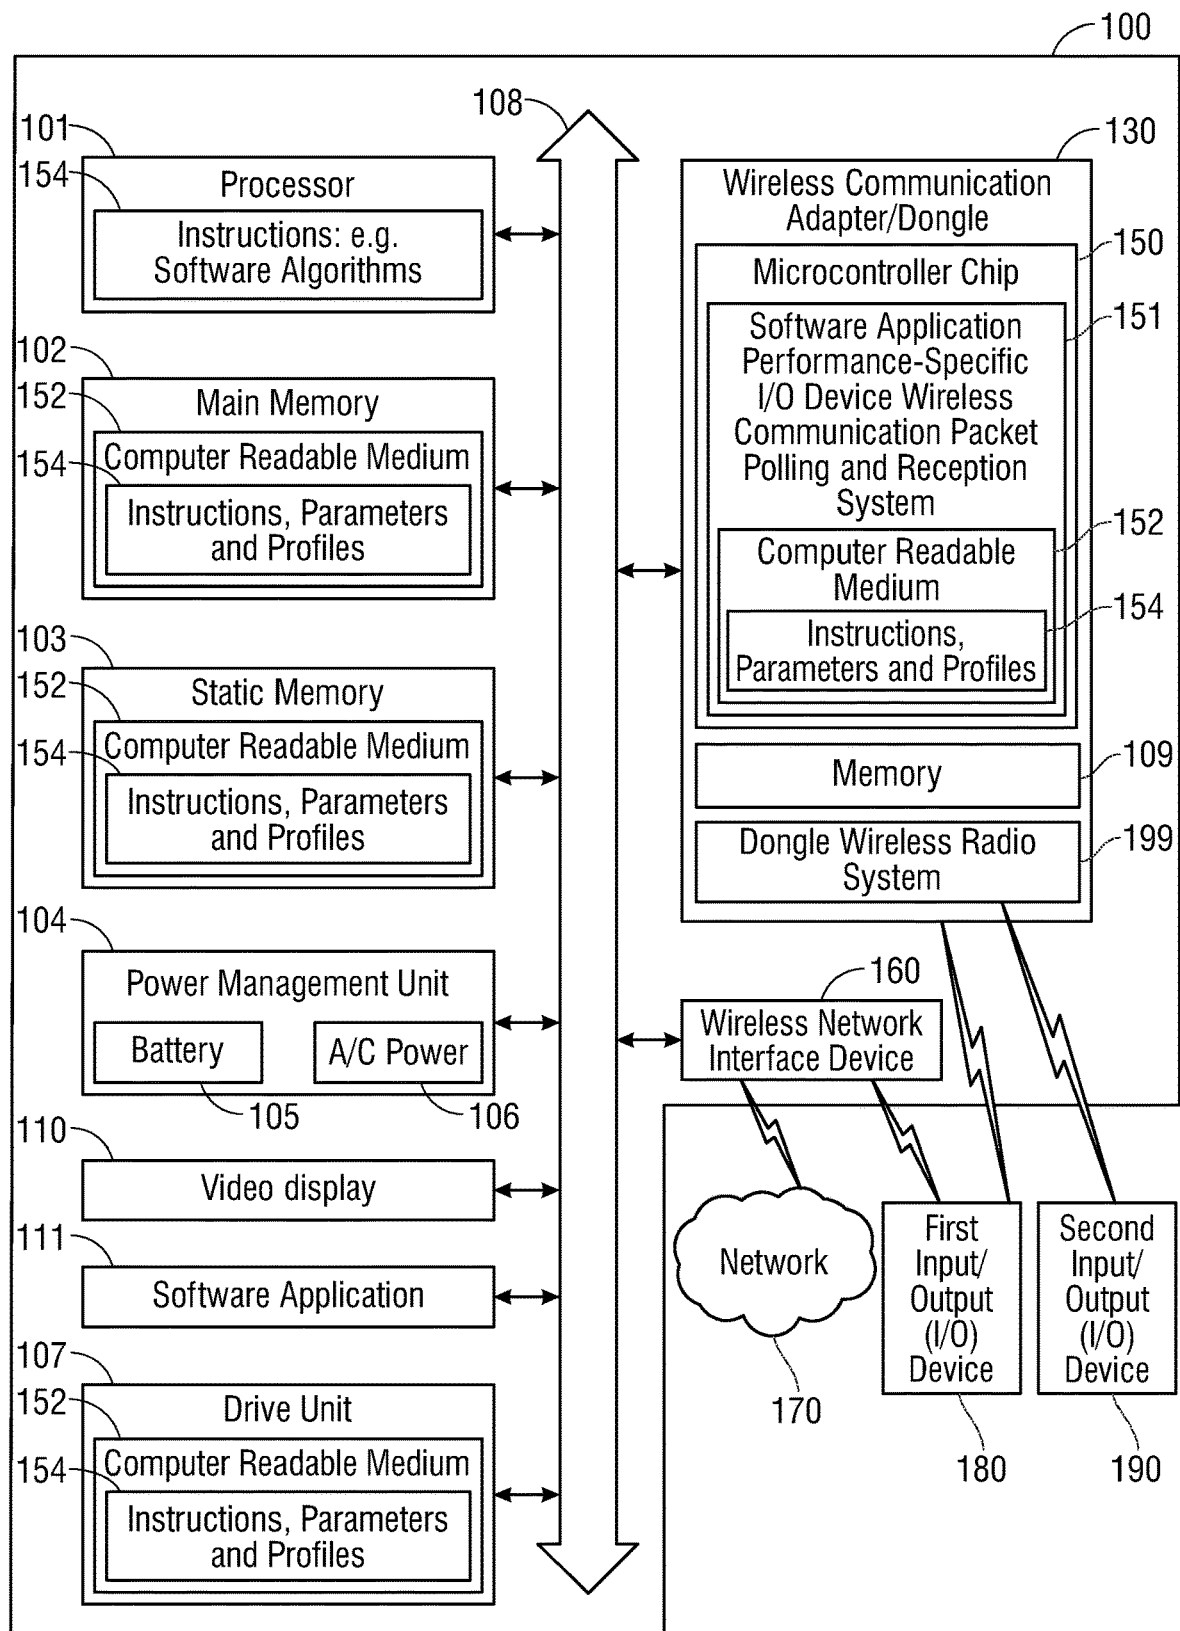 100
108
101
154
Processor
Instructions: e.g.
Software Algorithms
102
152
Main Memory
Computer Readable Medium
154
Instructions, Parameters
and Profiles
103
152
Static Memory
Computer Readable Medium
154
Instructions, Parameters
and Profiles
104
Power Management Unit
Battery
A/C Power
105
106
110
Video display
111
Software Application
107
152
Drive Unit
Computer Readable Medium
154
Instructions, Parameters
and Profiles
130
Wireless Communication
Adapter/Dongle
150
Microcontroller Chip
151
Software Application
Performance-Specific
I/O Device Wireless
Communication Packet
Polling and Reception
System
152
Computer Readable
Medium
154
Instructions,
Parameters and Profiles
Memory
109
Dongle Wireless Radio
System
199
160
Wireless Network
Interface Device
Network
170
First
Input/
Output
(I/O)
Device
180
Second
Input/
Output
(I/O)
Device
190